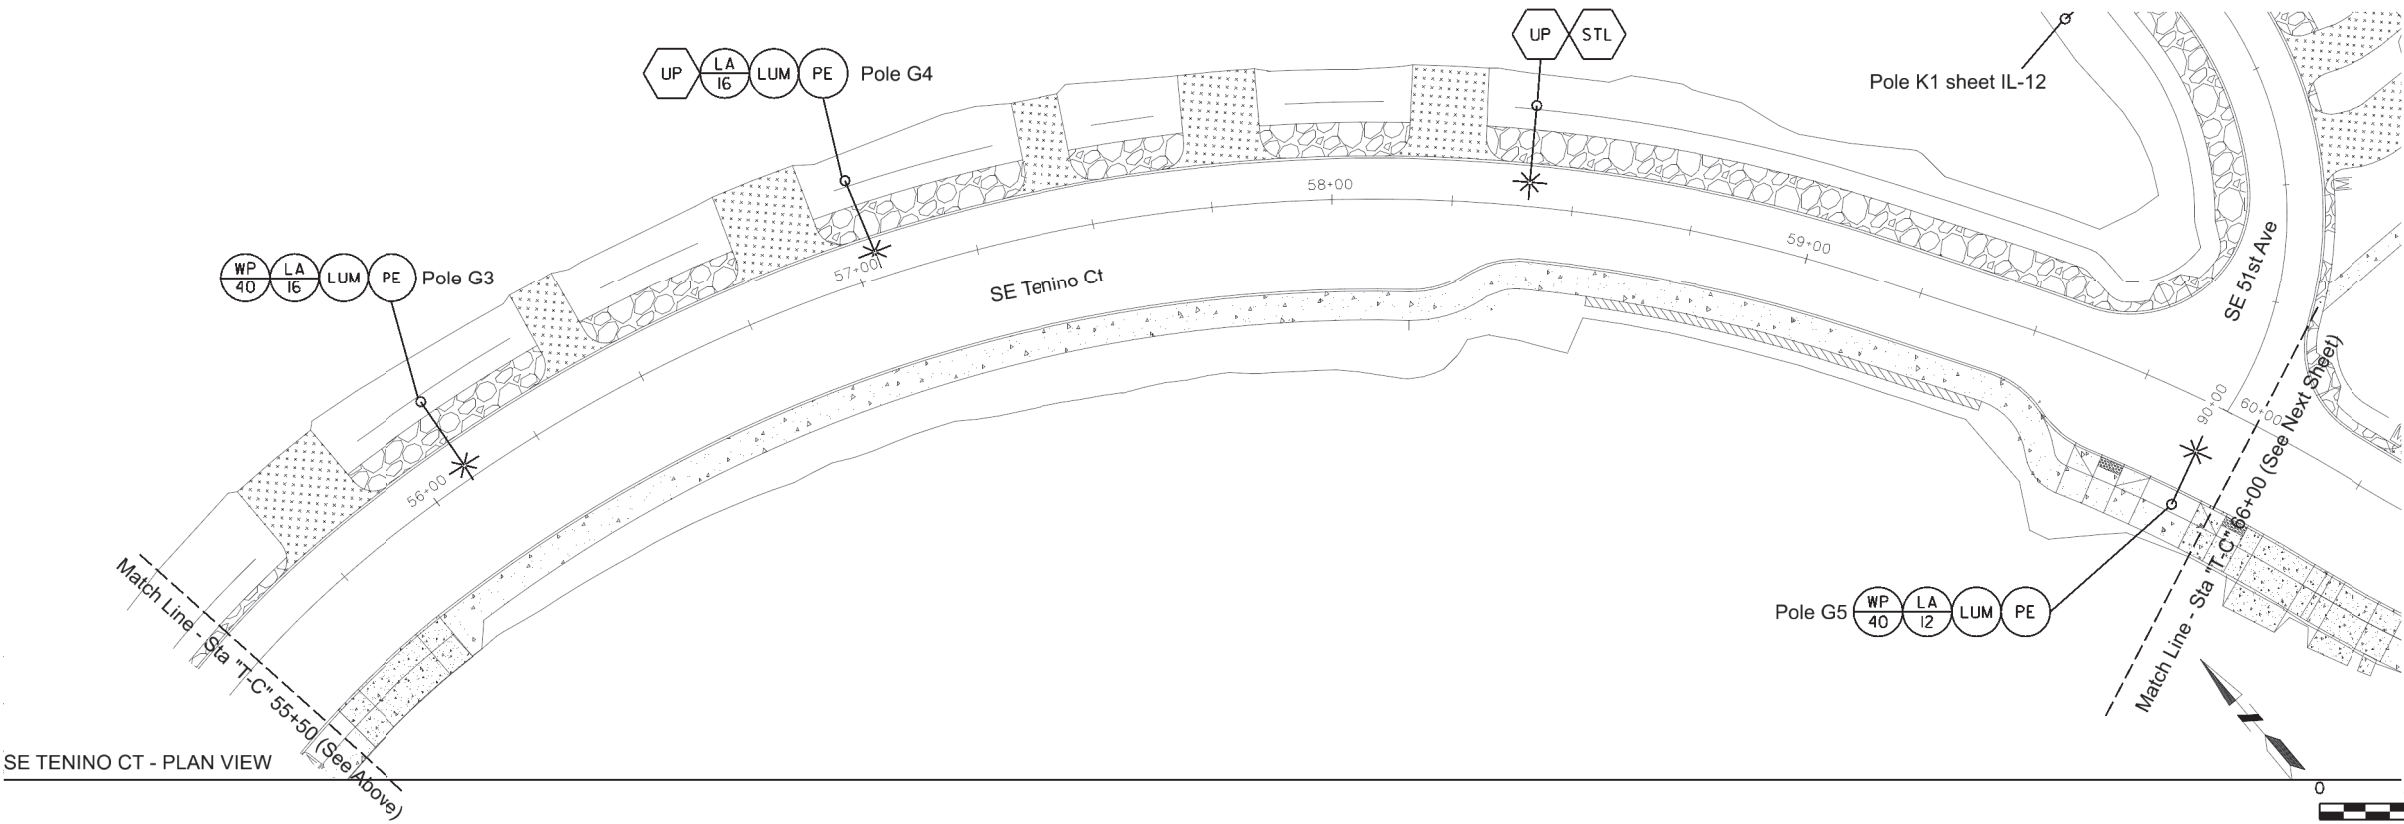 UP STL
UP LA 16 LUM PE Pole G4
Pole K1 sheet IL-12
58+00
59+00
57+00
SE Tenino Ct
SE 51st Ave
WP 40 LA 16 LUM PE Pole G3
56+00
90+00
60+00
Match Line - Sta "T-C" 66+00 (See Next Sheet)
Pole G5 WP 40 LA 12 LUM PE
Match Line - Sta "T-C" 55+50 (See Above)
N
SE TENINO CT - PLAN VIEW
0